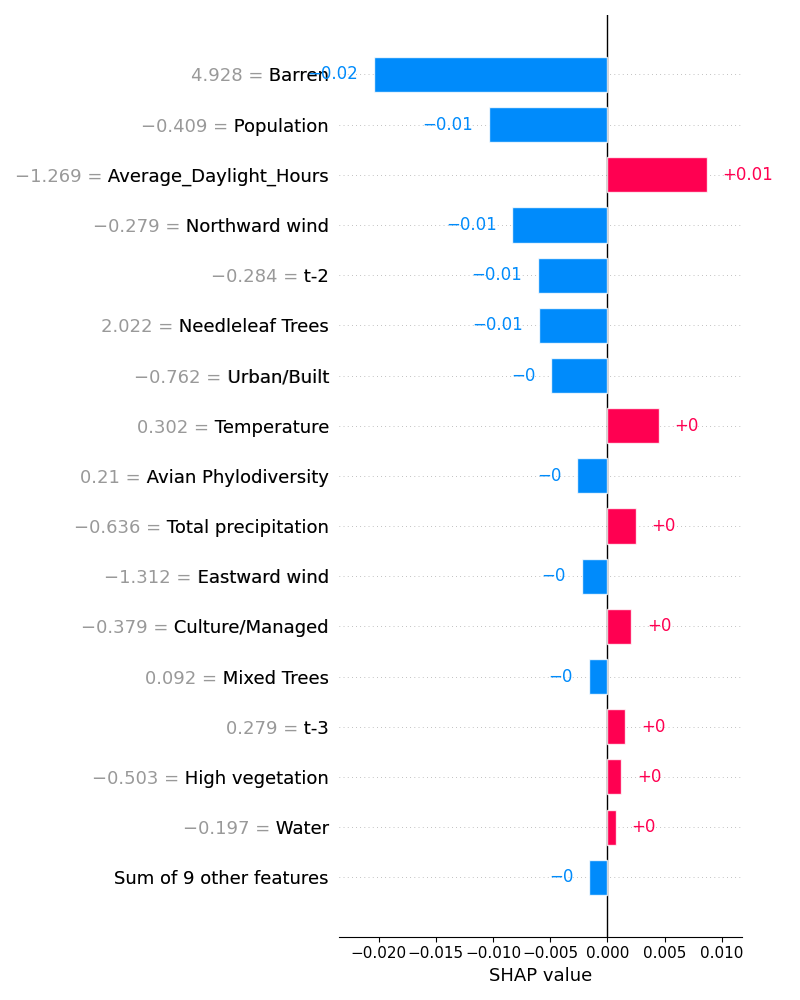 4.928 = Barren −0.02
−0.409 = Population −0.01
−1.269 = Average_Daylight_Hours +0.01
−0.279 = Northward wind −0.01
−0.284 = t-2 −0.01
2.022 = Needleleaf Trees −0.01
−0.762 = Urban/Built −0
0.302 = Temperature +0
0.21 = Avian Phylodiversity −0
−0.636 = Total precipitation +0
−1.312 = Eastward wind −0
−0.379 = Culture/Managed +0
0.092 = Mixed Trees −0
0.279 = t-3 +0
−0.503 = High vegetation +0
−0.197 = Water +0
Sum of 9 other features −0
−0.020 −0.015 −0.010 −0.005 0.000 0.005 0.010
SHAP value